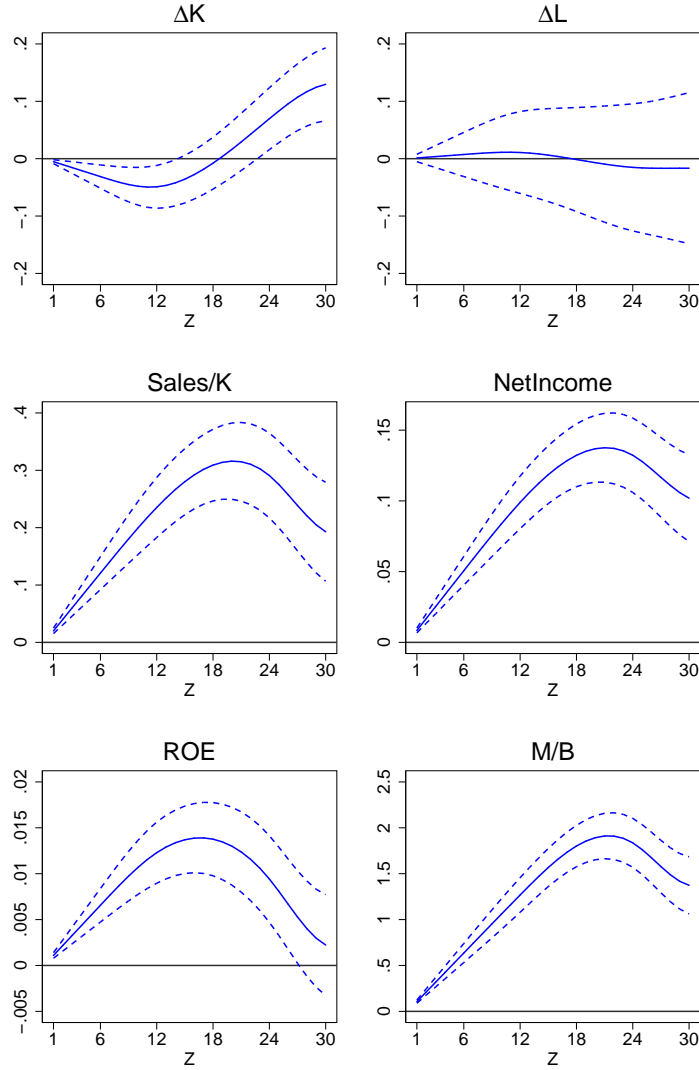 ΔK
.2
.1
0
−.1
−.2
1 6 12 18 24 30
Z
ΔL
.2
.1
0
−.1
−.2
1 6 12 18 24 30
Z
Sales/K
.4
.3
.2
.1
0
1 6 12 18 24 30
Z
NetIncome
.15
.1
.05
0
1 6 12 18 24 30
Z
ROE
.02
.015
.01
.005
0
−.005
1 6 12 18 24 30
Z
M/B
2.5
2
1.5
1
.5
0
1 6 12 18 24 30
Z